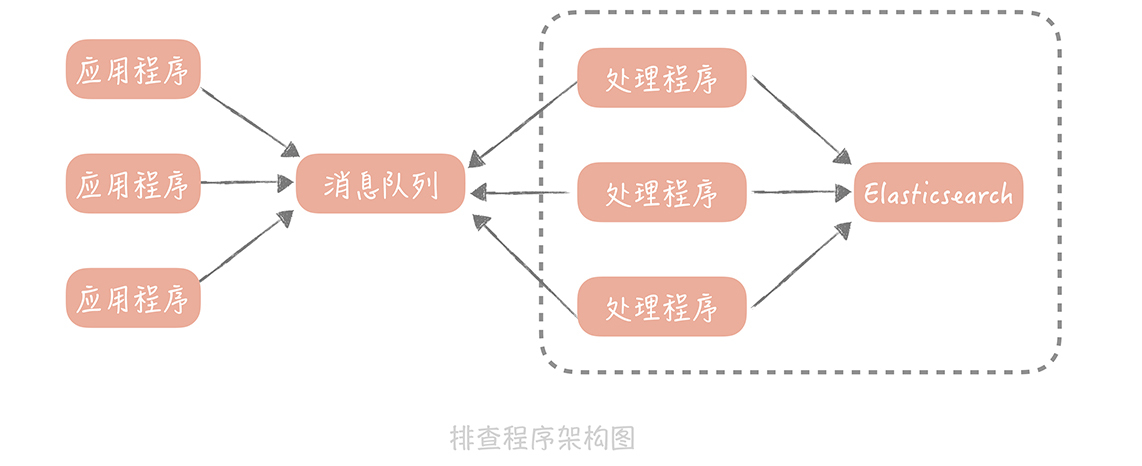 应用程序
应用程序
应用程序
消息队列
处理程序
处理程序
处理程序
Elasticsearch
排查程序架构图